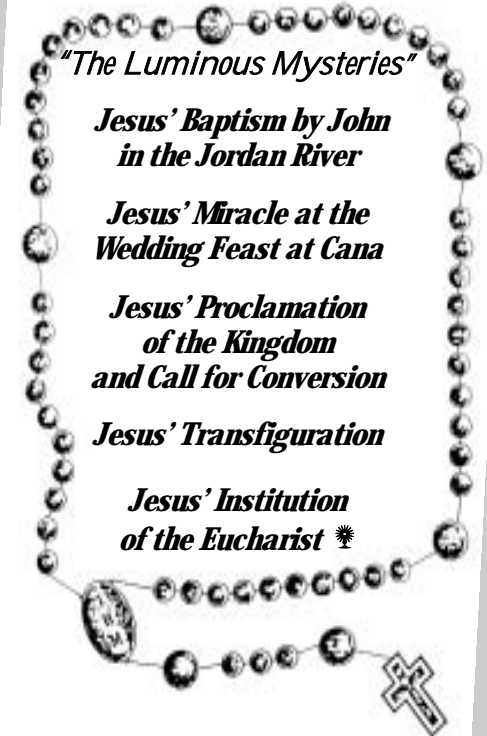 “The Luminous Mysteries”
Jesus’ Baptism by John
in the Jordan River
Jesus’ Miracle at the
Wedding Feast at Cana
Jesus’ Proclamation
of the Kingdom
and Call for Conversion
Jesus’ Transfiguration
Jesus’ Institution
of the Eucharist